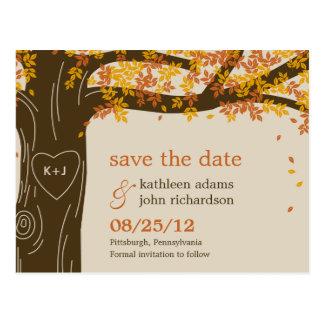 K + J
save the date
kathleen adams
&
john richardson
08/25/12
Pittsburgh, Pennsylvania
Formal invitation to follow